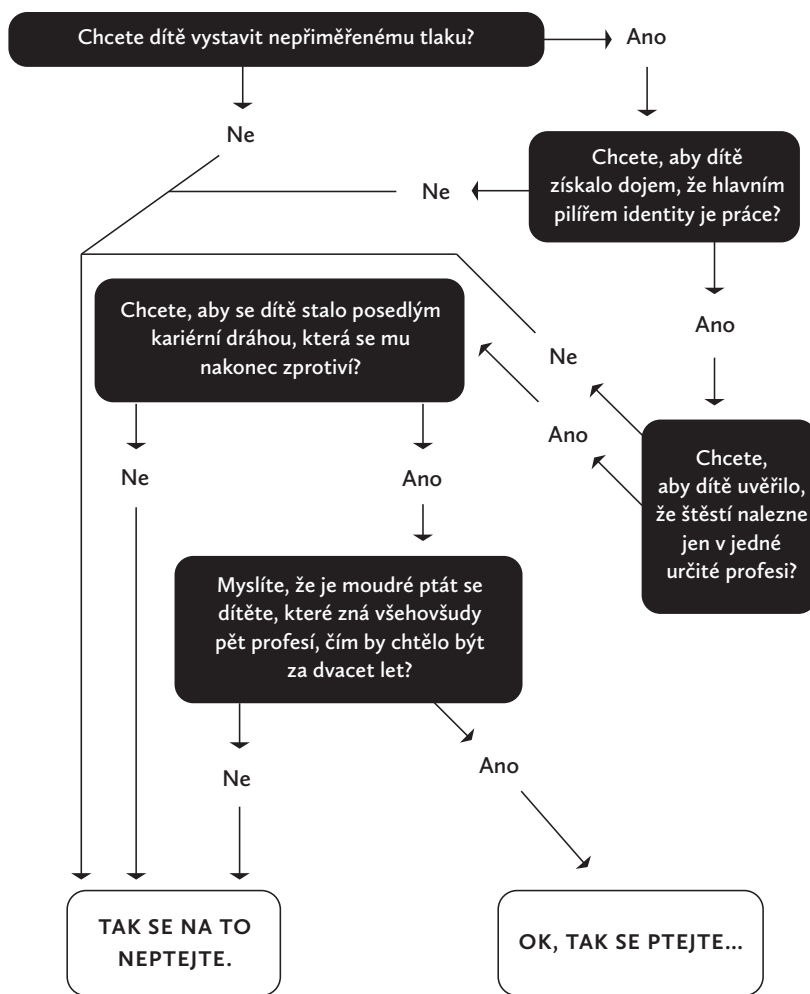 Chcete dítě vystavit nepřiměřenému tlaku?
Ano
Ne
Chcete, aby dítě
získalo dojem, že hlavním
pilířem identity je práce?
Ne
Ano
Chcete,
aby dítě uvěřilo,
že štěstí nalezne
jen v jedné
určité profesi?
Ne
Ano
Chcete, aby se dítě stalo posedlým
kariérní dráhou, která se mu
nakonec zprotiví?
Ne
Ano
Myslíte, že je moudré ptát se
dítěte, které zná všehovšudy
pět profesí, čím by chtělo být
za dvacet let?
Ne
Ano
TAK SE NA TO
NEPTEJTE.
OK, TAK SE PTEJTE...